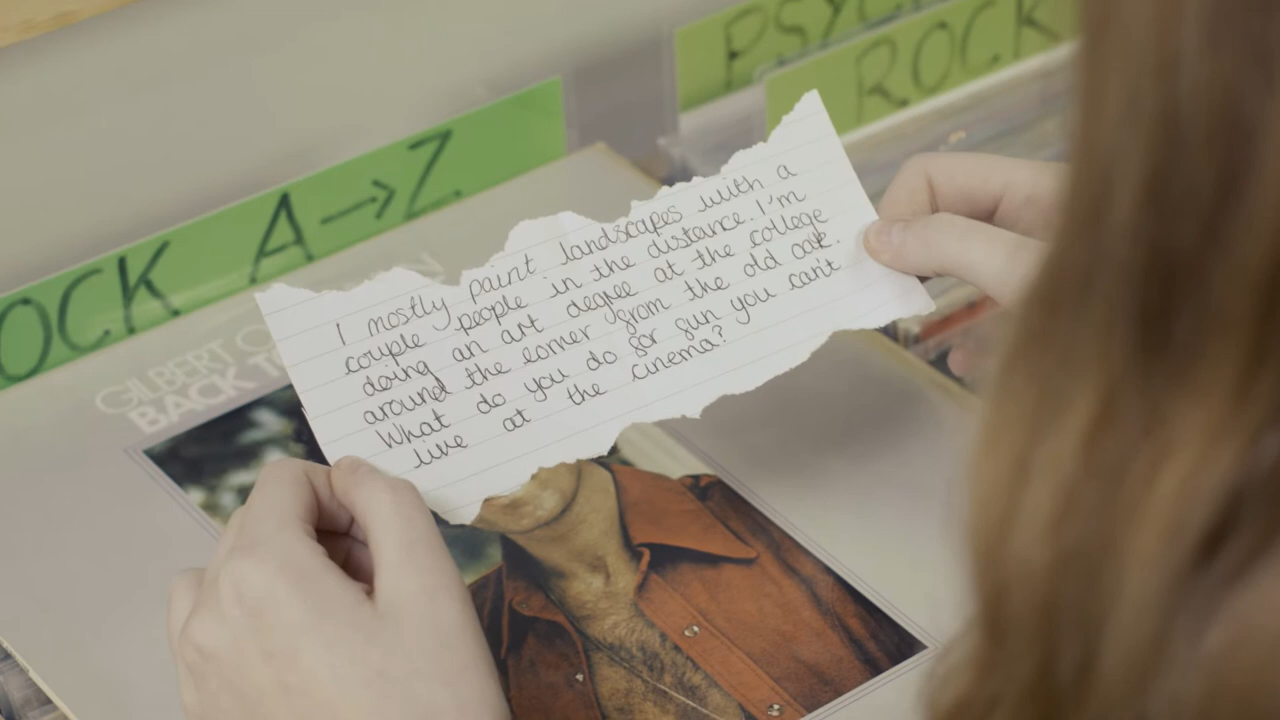 PSYC
ROCK
OCK A→Z.
GILBERT O
BACK TO
I mostly paint landscapes with a
couple people in the distance. I'm
doing an art degree at the college
around the corner from the old oak.
What do you do for fun you can't
live at the cinema?